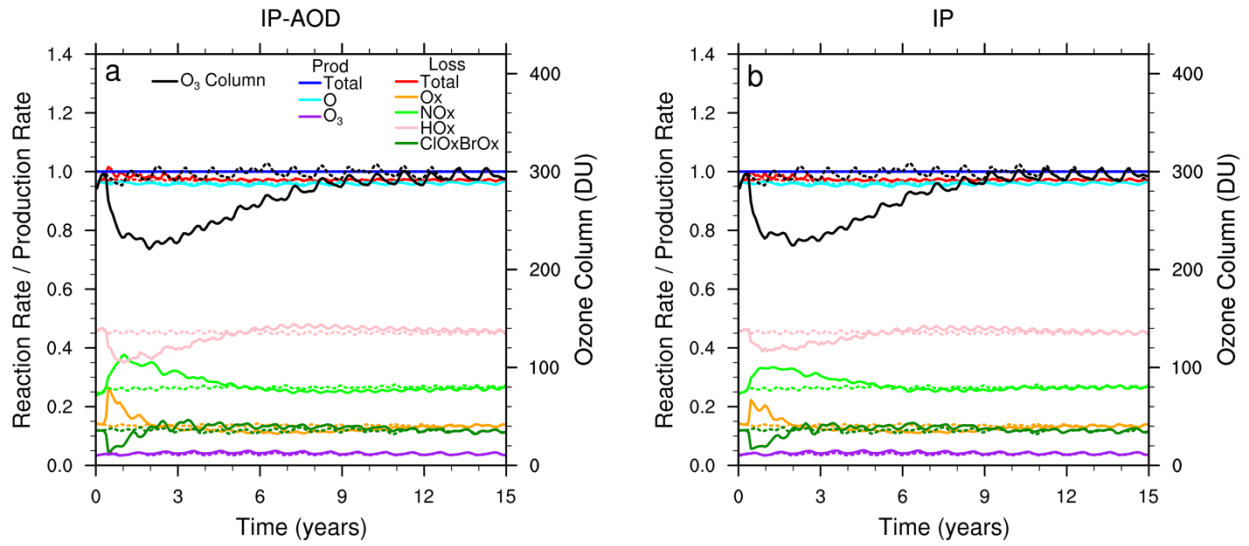 IP-AOD
a
O₃ Column
Prod
Total
O
O₃
Loss
Total
Ox
NOx
HOx
ClOxBrOx
Reaction Rate / Production Rate
1.4
1.2
1.0
0.8
0.6
0.4
0.2
0.0
400
300
200
100
0
Ozone Column (DU)
0 3 6 9 12 15
Time (years)
IP
b
Reaction Rate / Production Rate
1.4
1.2
1.0
0.8
0.6
0.4
0.2
0.0
400
300
200
100
0
Ozone Column (DU)
0 3 6 9 12 15
Time (years)